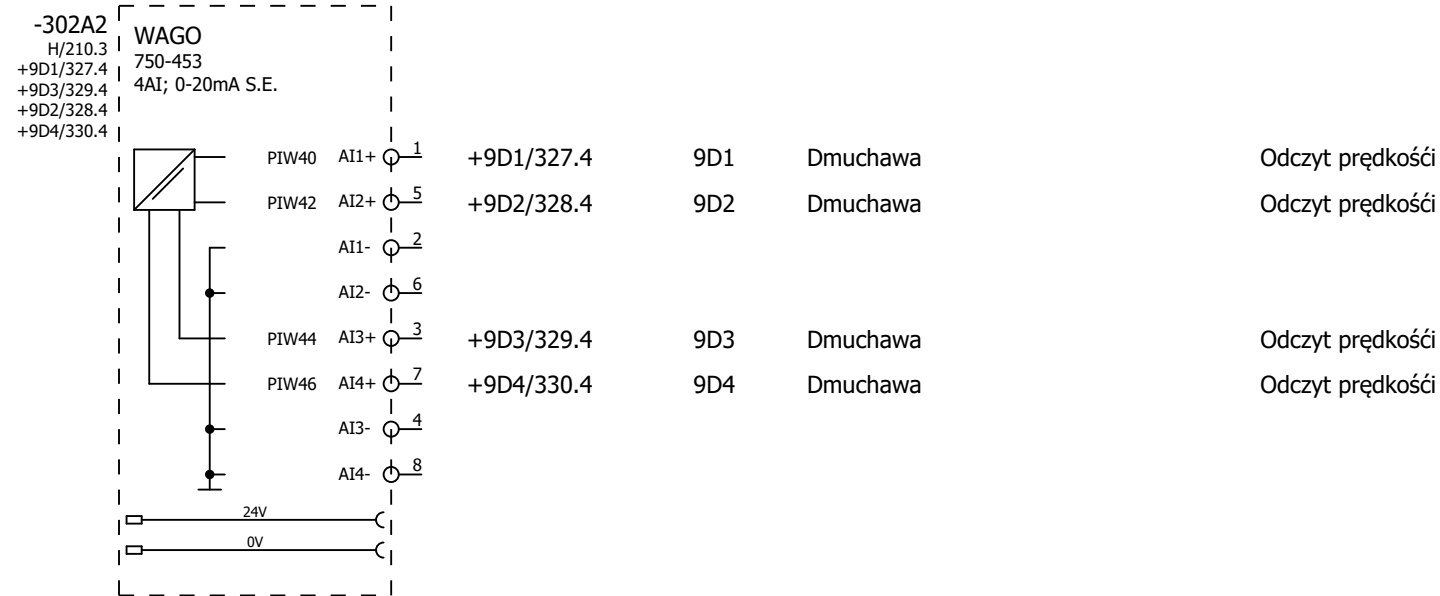 -302A2
H/210.3
+9D1/327.4
+9D3/329.4
+9D2/328.4
+9D4/330.4
WAGO
750-453
4AI; 0-20mA S.E.
PIW40 AI1+ 1 +9D1/327.4 9D1 Dmuchawa Odczyt prędkośći
PIW42 AI2+ 5 +9D2/328.4 9D2 Dmuchawa Odczyt prędkośći
AI1- 2
AI2- 6
PIW44 AI3+ 3 +9D3/329.4 9D3 Dmuchawa Odczyt prędkośći
PIW46 AI4+ 7 +9D4/330.4 9D4 Dmuchawa Odczyt prędkośći
AI3- 4
AI4- 8
24V
0V